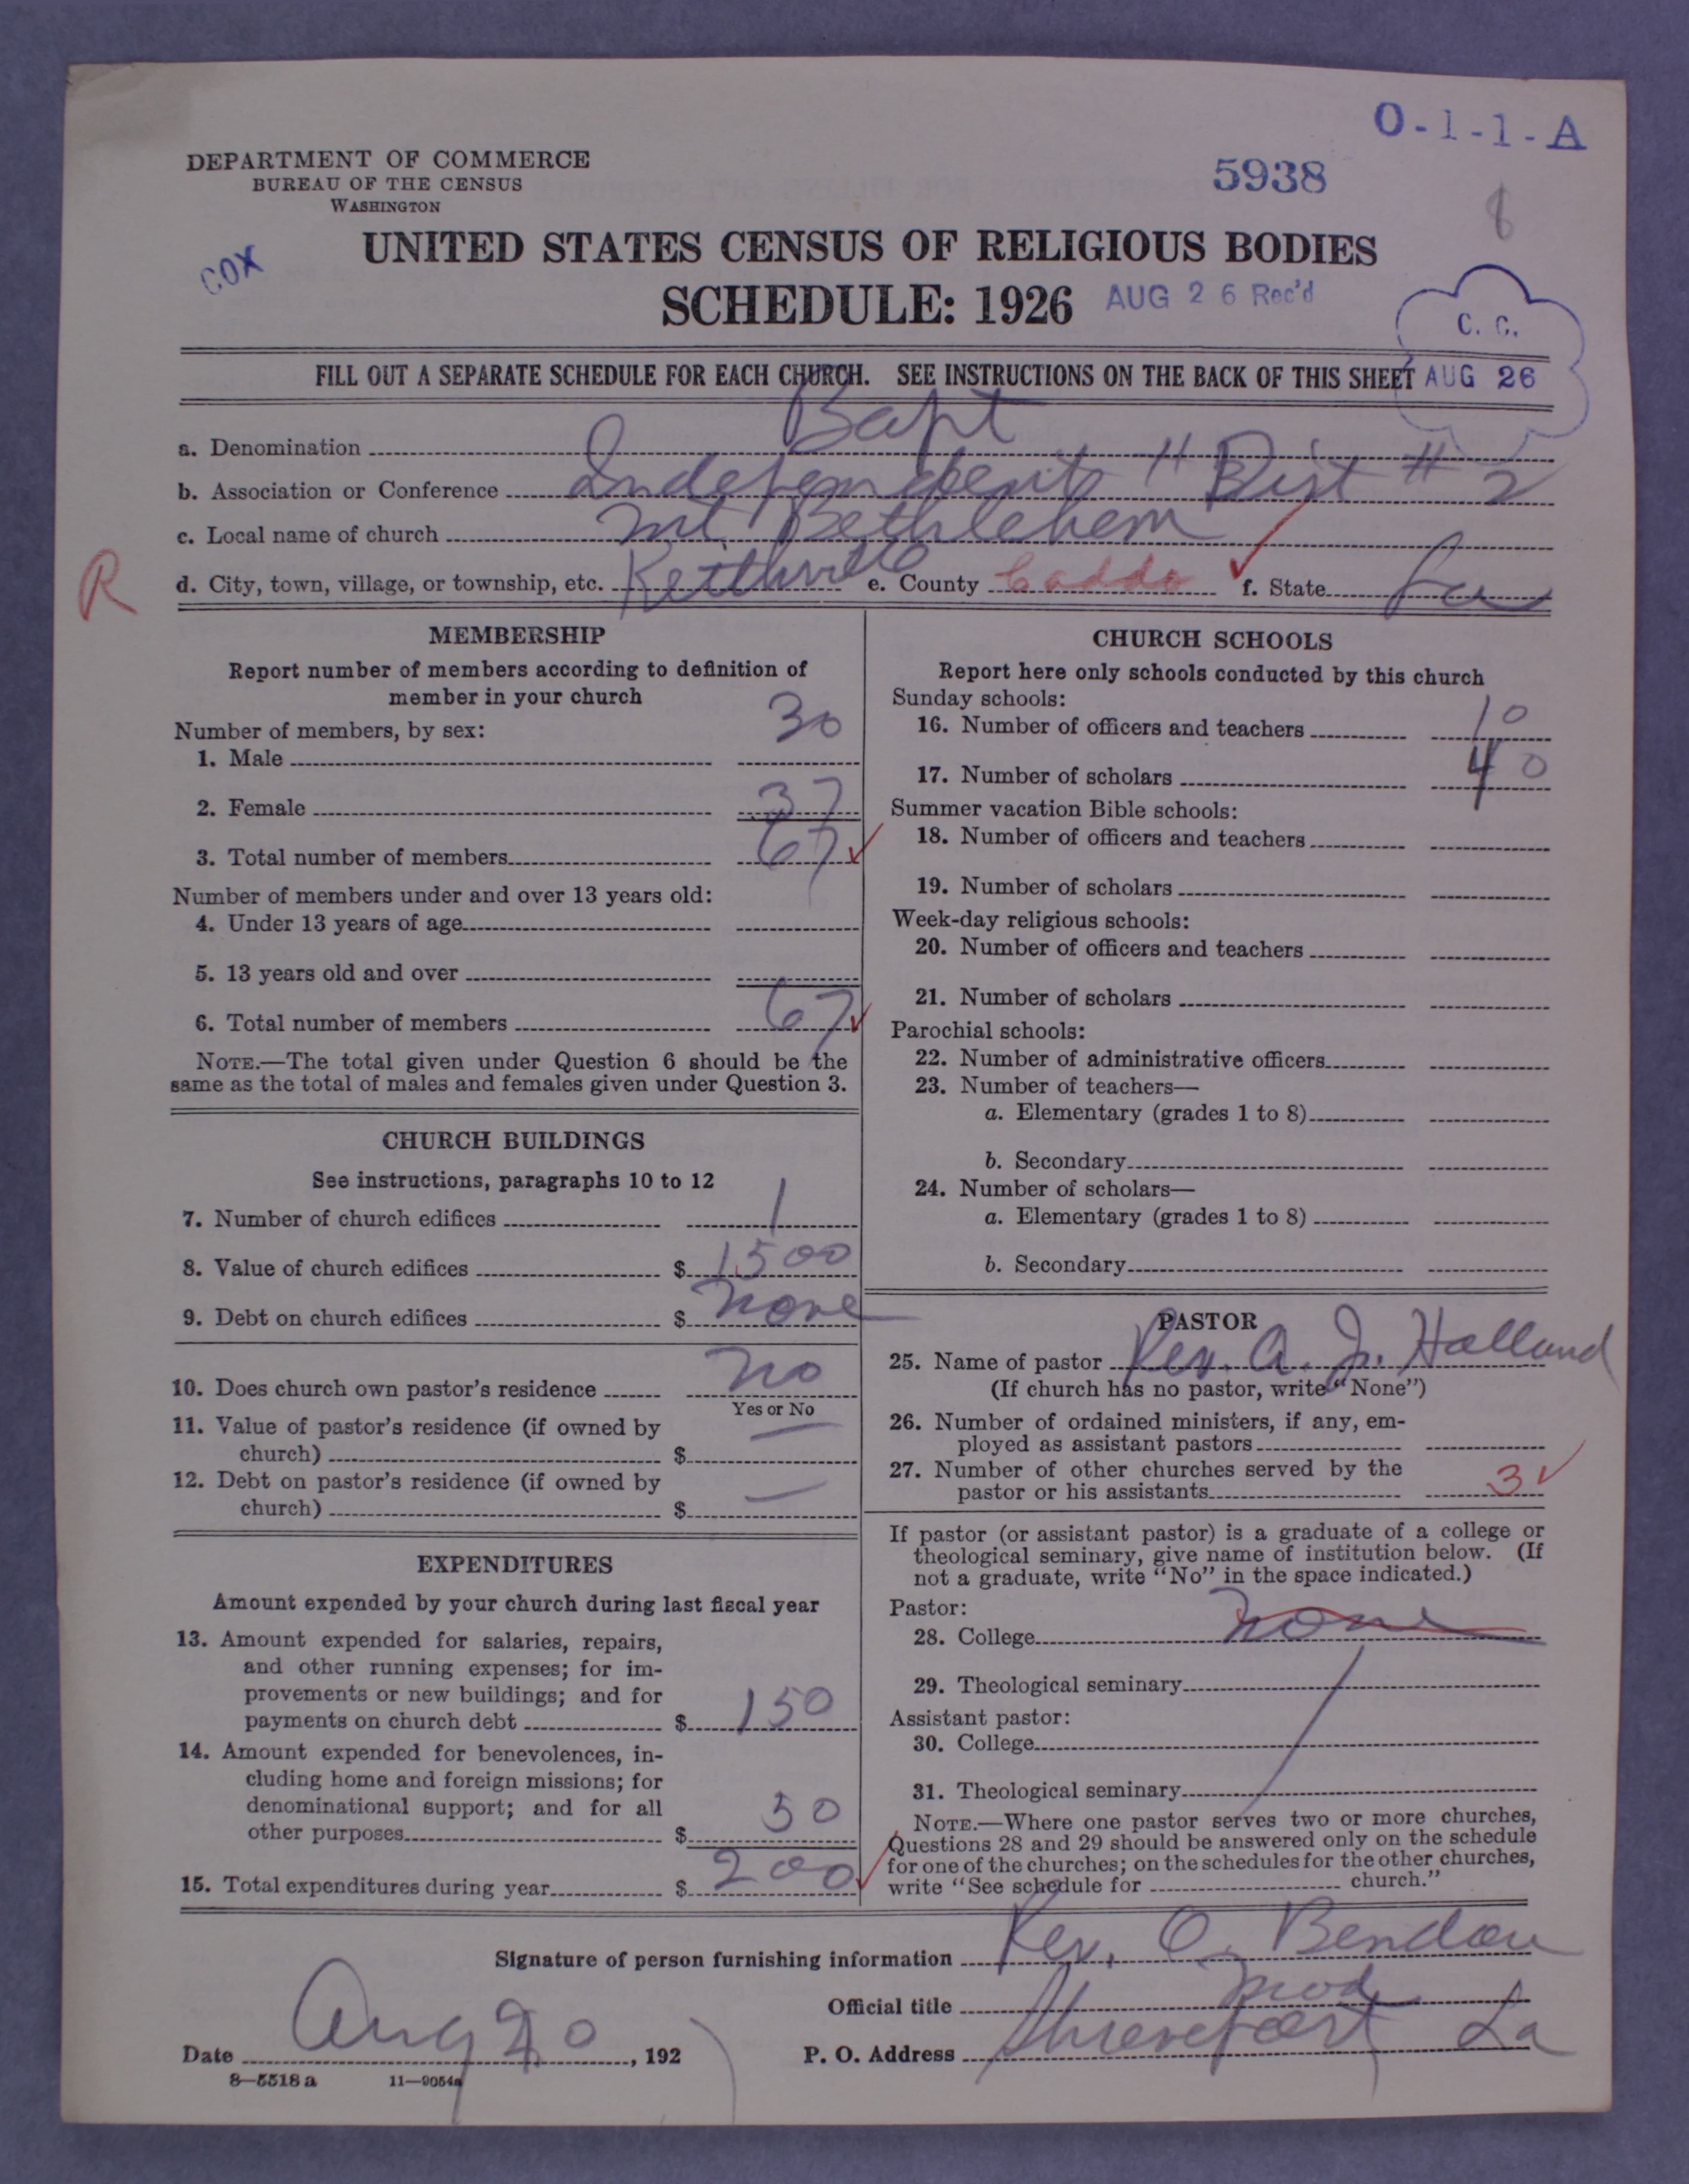 O-1-1-A
DEPARTMENT OF COMMERCE
BUREAU OF THE CENSUS
WASHINGTON
5938
8
COX
UNITED STATES CENSUS OF RELIGIOUS BODIES
SCHEDULE: 1926
AUG 26 Rec'd
C. C.
AUG 26
FILL OUT A SEPARATE SCHEDULE FOR EACH CHURCH. SEE INSTRUCTIONS ON THE BACK OF THIS SHEET
a. Denomination Bapt
b. Association or Conference Independent " Dist # 2
c. Local name of church Mt. Bethlehem
R
d. City, town, village, or township, etc. Keithville e. County Caddo f. State La
MEMBERSHIP
Report number of members according to definition of
member in your church
Number of members, by sex:
1. Male 30
2. Female 37
3. Total number of members 67
Number of members under and over 13 years old:
4. Under 13 years of age
5. 13 years old and over
6. Total number of members 67
NOTE.—The total given under Question 6 should be the
same as the total of males and females given under Question 3.
CHURCH BUILDINGS
See instructions, paragraphs 10 to 12
7. Number of church edifices 1
8. Value of church edifices $ 1500
9. Debt on church edifices $ None
10. Does church own pastor's residence No
Yes or No
11. Value of pastor's residence (if owned by
church) $ —
12. Debt on pastor's residence (if owned by
church) $ —
EXPENDITURES
Amount expended by your church during last fiscal year
13. Amount expended for salaries, repairs,
and other running expenses; for im-
provements or new buildings; and for
payments on church debt $ 150
14. Amount expended for benevolences, in-
cluding home and foreign missions; for
denominational support; and for all
other purposes $ 50
15. Total expenditures during year $ 200
CHURCH SCHOOLS
Report here only schools conducted by this church
Sunday schools:
16. Number of officers and teachers 10
17. Number of scholars 40
Summer vacation Bible schools:
18. Number of officers and teachers
19. Number of scholars
Week-day religious schools:
20. Number of officers and teachers
21. Number of scholars
Parochial schools:
22. Number of administrative officers
23. Number of teachers—
a. Elementary (grades 1 to 8)
b. Secondary
24. Number of scholars—
a. Elementary (grades 1 to 8)
b. Secondary
PASTOR
25. Name of pastor Rev. A. J. Holland
(If church has no pastor, write "None")
26. Number of ordained ministers, if any, em-
ployed as assistant pastors
27. Number of other churches served by the
pastor or his assistants 3
If pastor (or assistant pastor) is a graduate of a college or
theological seminary, give name of institution below. (If
not a graduate, write "No" in the space indicated.)
Pastor:
28. College None
29. Theological seminary
Assistant pastor:
30. College
31. Theological seminary
NOTE.—Where one pastor serves two or more churches,
Questions 28 and 29 should be answered only on the schedule
for one of the churches; on the schedules for the other churches,
write "See schedule for church."
Signature of person furnishing information Rev. O.
Official title Mod.
Date Aug 20, 192
P. O. Address Shreveport La
8—5518 a 11—9054a